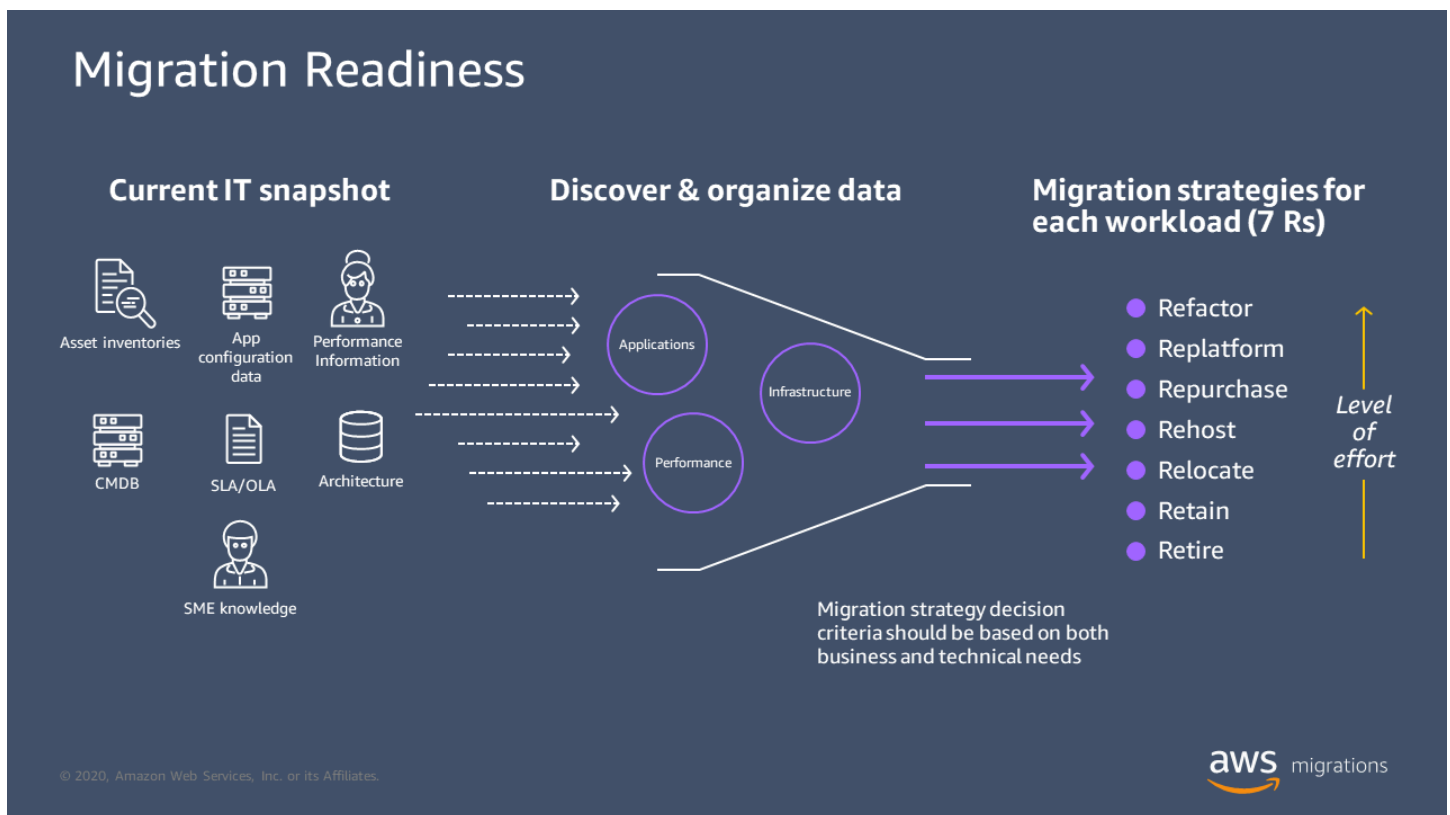 Migration Readiness
Current IT snapshot
Asset inventories
App
configuration
data
Performance
Information
CMDB
SLA/OLA
Architecture
SME knowledge
Discover & organize data
Applications
Infrastructure
Performance
Migration strategies for
each workload (7 Rs)
Refactor
Replatform
Repurchase
Rehost
Relocate
Retain
Retire
Level
of
effort
Migration strategy decision
criteria should be based on both
business and technical needs
© 2020, Amazon Web Services, Inc. or its Affiliates.
aws migrations